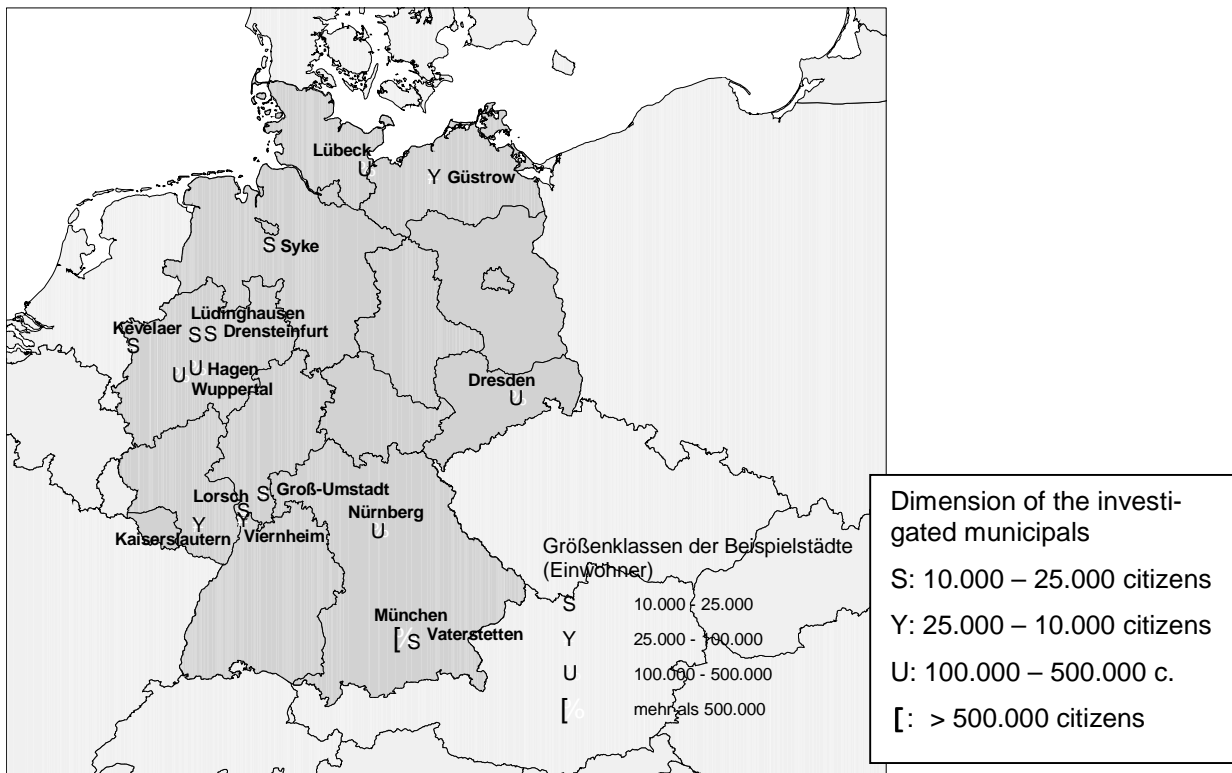 Lübeck
U
Y Güstrow
S Syke
Lüdinghausen
Kevelaer
S S Drensteinfurt
S
U Hagen
U
Wuppertal
Dresden
U
Lorsch
S Groß-Umstadt
S
Nürnberg
Y
Y
U
Kaiserslautern
Viernheim
München
[% S Vaterstetten
Größenklassen der Beispielstädte
(Einwohner)
S 10.000 - 25.000
Y 25.000 - 100.000
U 100.000 - 500.000
[% mehr als 500.000
Dimension of the investi-
gated municipals
S: 10.000 – 25.000 citizens
Y: 25.000 – 10.000 citizens
U: 100.000 – 500.000 c.
[: > 500.000 citizens